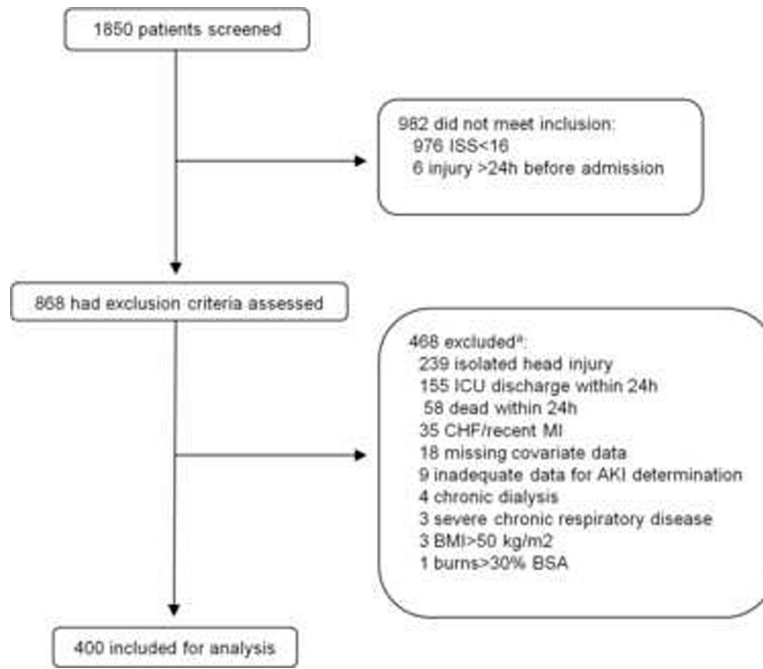 1850 patients screened
982 did not meet inclusion:
976 ISS<16
6 injury >24h before admission
868 had exclusion criteria assessed
468 excludedᵃ:
239 isolated head injury
155 ICU discharge within 24h
58 dead within 24h
35 CHF/recent MI
18 missing covariate data
9 inadequate data for AKI determination
4 chronic dialysis
3 severe chronic respiratory disease
3 BMI>50 kg/m2
1 burns>30% BSA
400 included for analysis